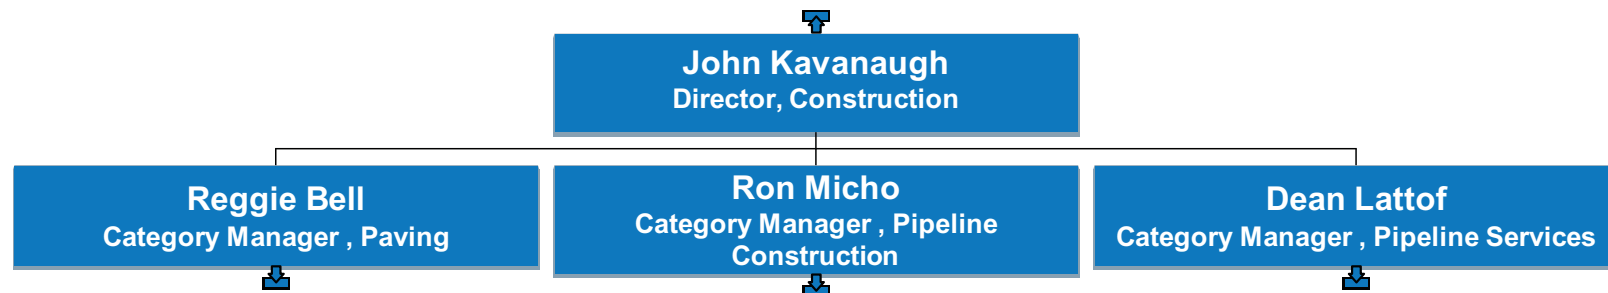 John Kavanaugh
Director, Construction
Reggie Bell
Category Manager , Paving
Ron Micho
Category Manager , Pipeline
Construction
Dean Lattof
Category Manager , Pipeline Services